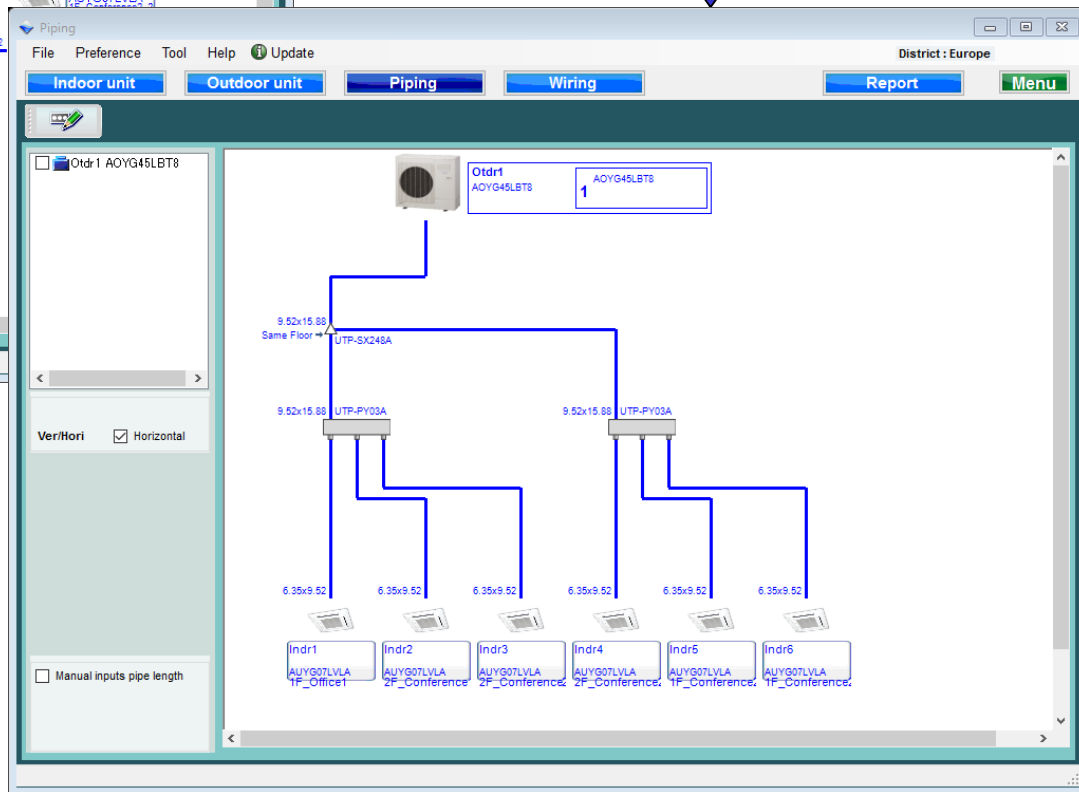 Piping
File Preference Tool Help Update District : Europe
Indoor unit Outdoor unit Piping Wiring Report Menu
Otdr1 AOYG45LBT8
Otdr1
AOYG45LBT8
AOYG45LBT8
1
9.52x15.88
Same Floor
UTP-SX248A
9.52x15.88 UTP-PY03A 9.52x15.88 UTP-PY03A
Ver/Hori Horizontal
6.35x9.52 6.35x9.52 6.35x9.52 6.35x9.52 6.35x9.52 6.35x9.52
Indr1 Indr2 Indr3 Indr4 Indr5 Indr6
AUYG07LVLA AUYG07LVLA AUYG07LVLA AUYG07LVLA AUYG07LVLA AUYG07LVLA
1F_Office1 2F_Conference 2F_Conference 2F_Conference 1F_Conference 1F_Conference
Manual inputs pipe length